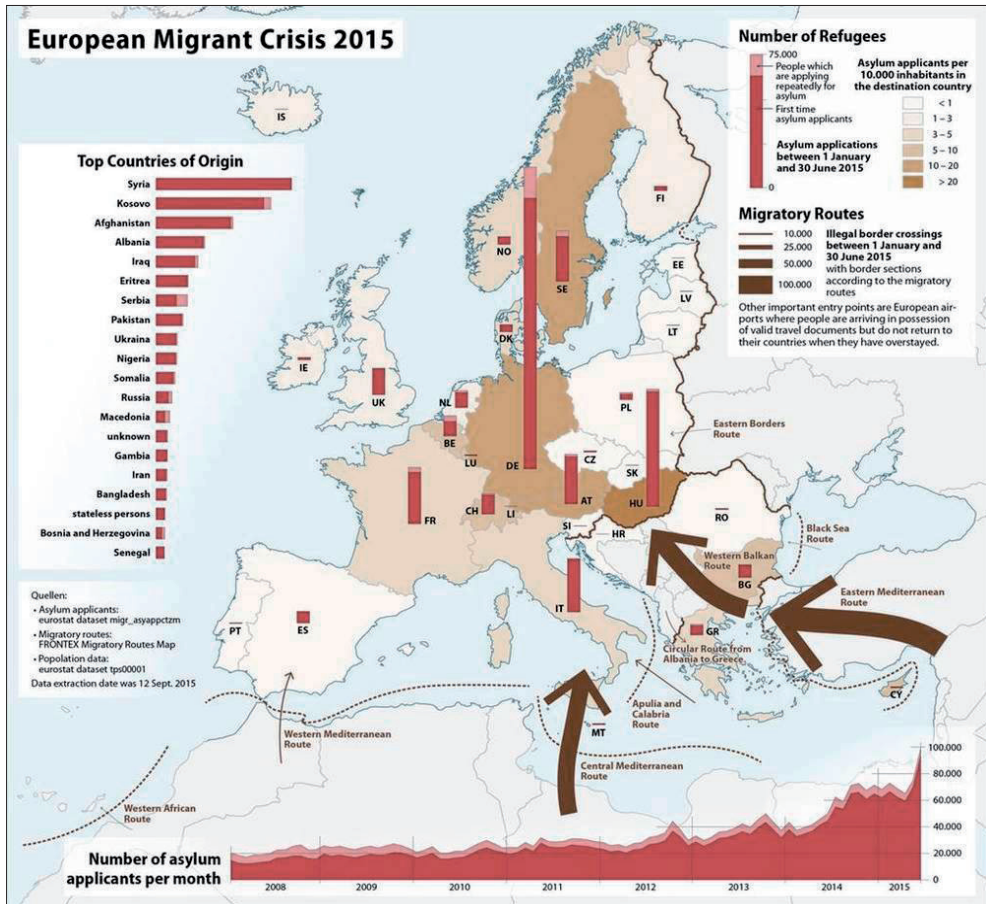 European Migrant Crisis 2015
Number of Refugees
75.000
People which
are applying
repeatedly for
asylum
First time
asylum applicants
Asylum applications
between 1 January
and 30 June 2015
0
Asylum applicants per
10.000 inhabitants in
the destination country
< 1
1 – 3
3 – 5
5 – 10
10 – 20
> 20
Migratory Routes
10.000
25.000
50.000
100.000
Illegal border crossings
between 1 January and
30 June 2015
with border sections
according to the migratory
routes
Other important entry points are European air-
ports where people are arriving in possession
of valid travel documents but do not return to
their countries when they have overstayed.
Top Countries of Origin
Syria
Kosovo
Afghanistan
Albania
Iraq
Eritrea
Serbia
Pakistan
Ukraina
Nigeria
Somalia
Russia
Macedonia
unknown
Gambia
Iran
Bangladesh
stateless persons
Bosnia and Herzegovina
Senegal
Quellen:
• Asylum applicants:
eurostat dataset migr_asyappctzm
• Migratory routes:
FRONTEX Migratory Routes Map
• Popolation data:
eurostat dataset tps00001
Data extraction date was 12 Sept. 2015
IS
FI
NO
SE
EE
LV
LT
DK
IE
UK
NL
BE
LU
DE
PL
CZ
SK
FR
CH
LI
AT
HU
SI
HR
RO
BG
IT
PT
ES
GR
MT
CY
Eastern Borders
Route
Black Sea
Route
Western Balkan
Route
Eastern Mediterranean
Route
Circular Route from
Albania to Greece
Apulia and
Calabria
Route
Central Mediterranean
Route
Western Mediterranean
Route
Western African
Route
Number of asylum
applicants per month
100.000
80.000
60.000
40.000
20.000
0
2008
2009
2010
2011
2012
2013
2014
2015